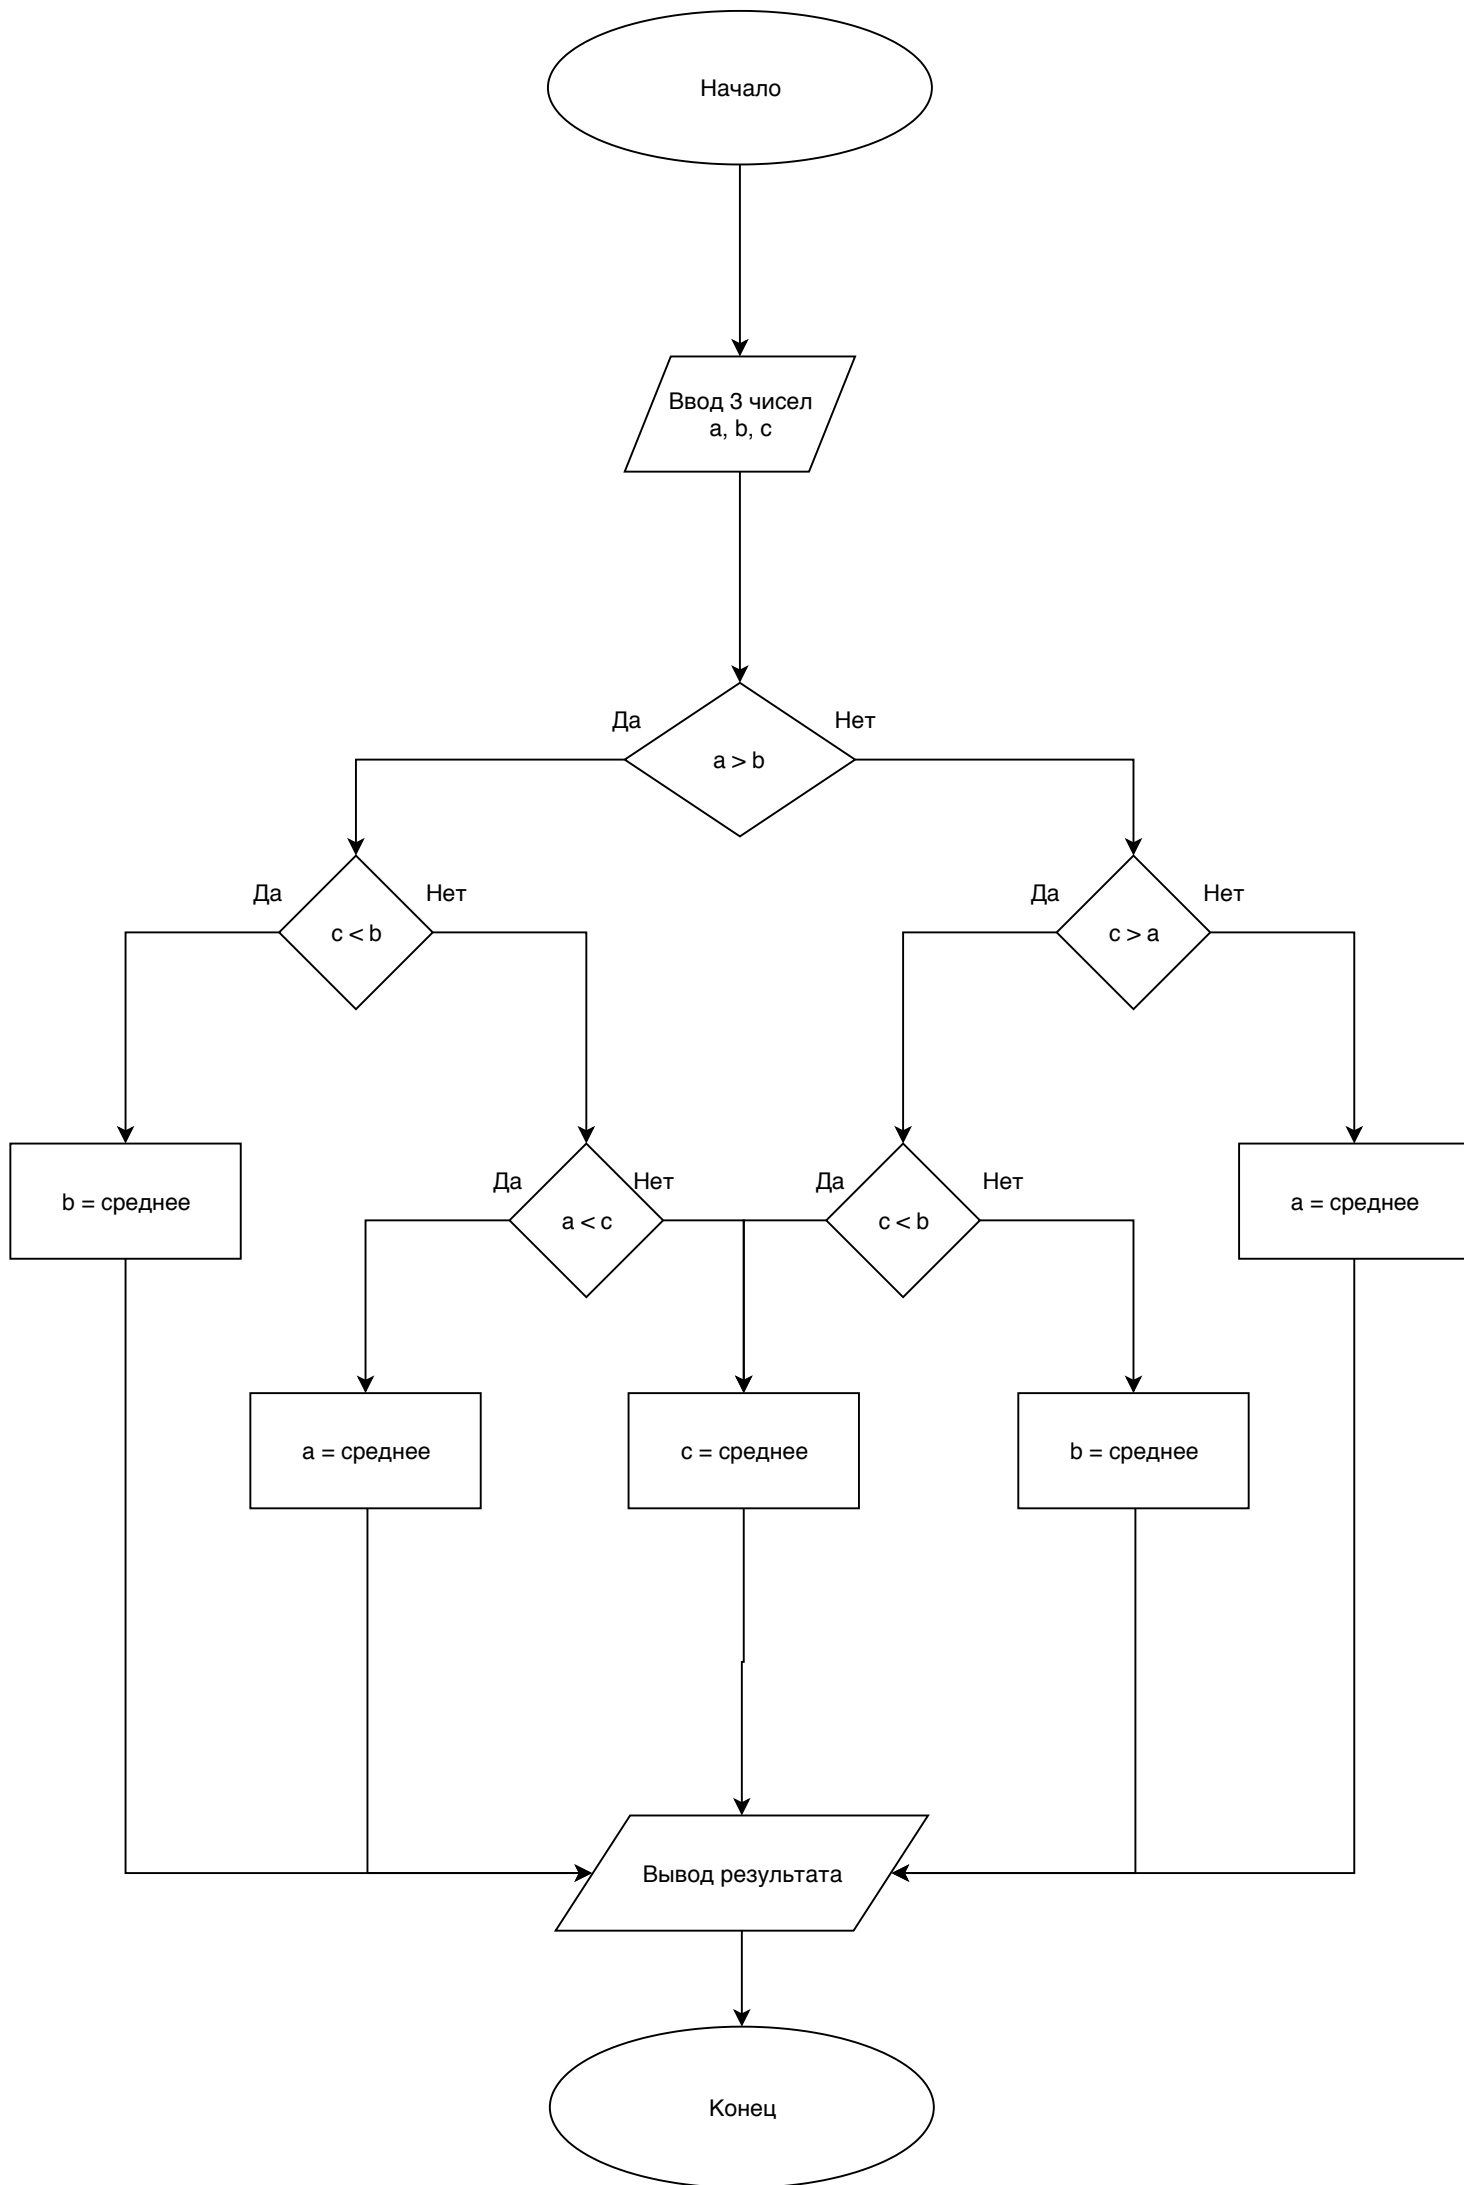 Начало
Ввод 3 чисел
a, b, c
Да
Нет
a > b
Да
Нет
Да
Нет
c < b
c > a
Да
Нет
Да
Нет
b = среднее
a < c
c < b
a = среднее
a = среднее
c = среднее
b = среднее
Вывод результата
Конец